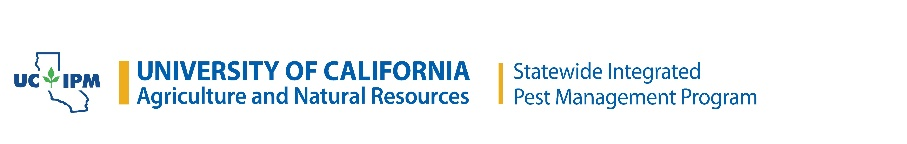 UC IPM
UNIVERSITY OF CALIFORNIA
Agriculture and Natural Resources
Statewide Integrated
Pest Management Program